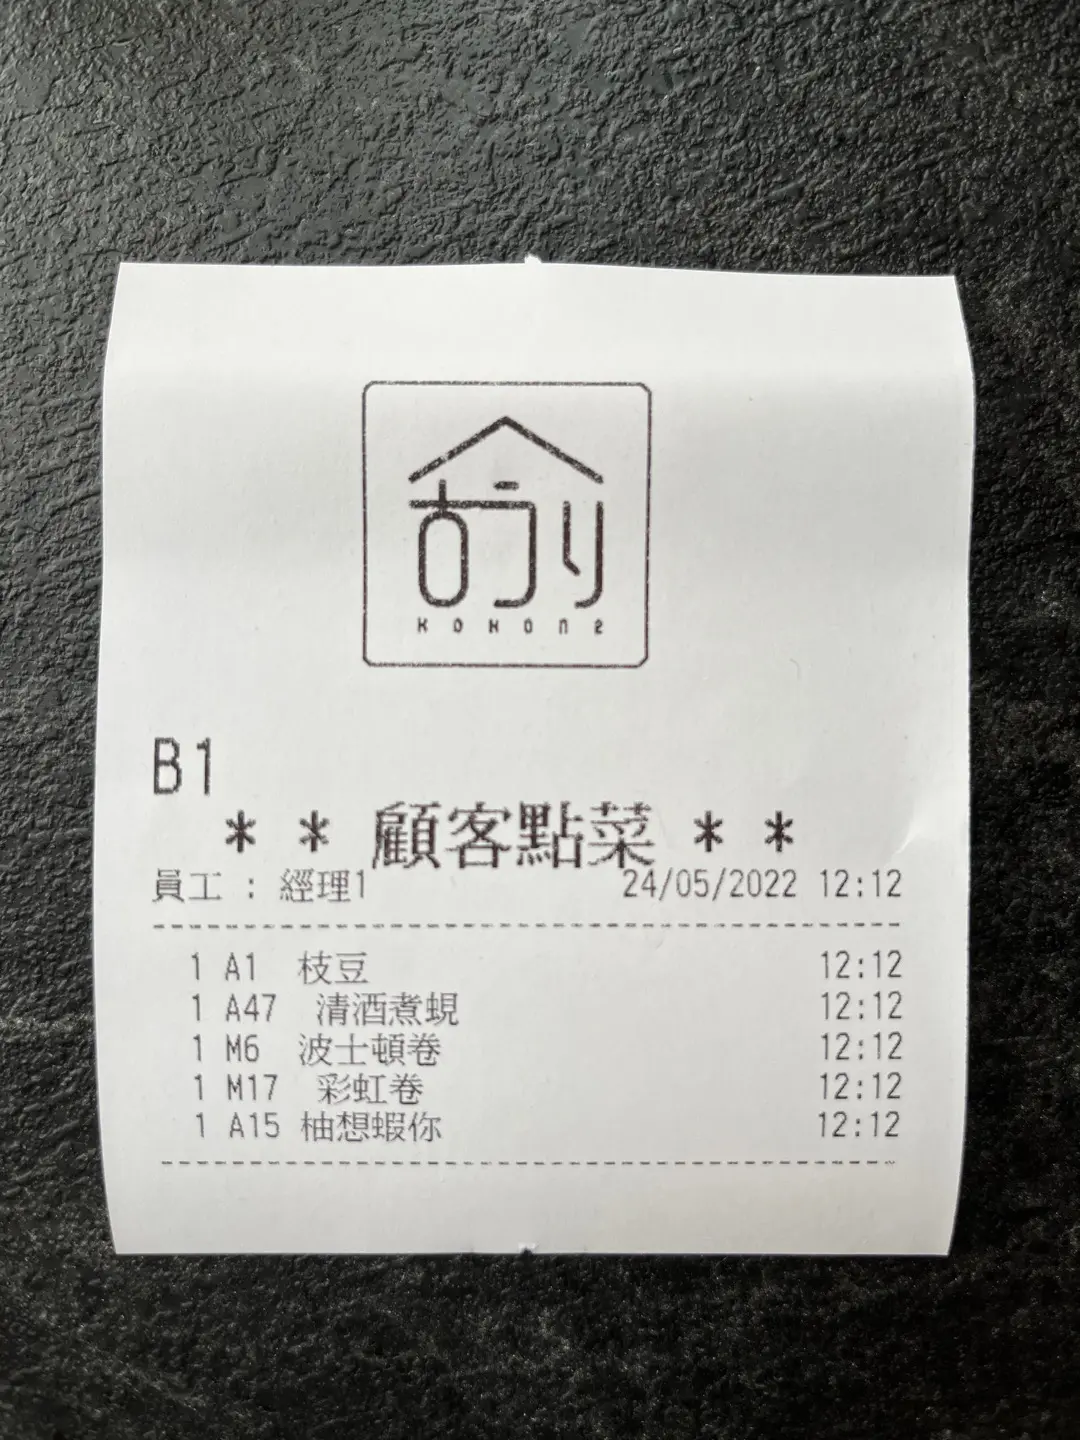 KOKON2
B1
* * 顧客點菜 * *
員工 : 經理1 24/05/2022 12:12
1 A1 枝豆 12:12
1 A47 清酒煮蜆 12:12
1 M6 波士頓卷 12:12
1 M17 彩虹卷 12:12
1 A15 柚想蝦你 12:12